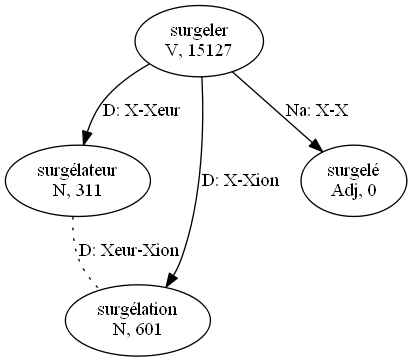 surgeler
V, 15127
D: X-Xeur
Na: X-X
surgélateur
N, 311
D: X-Xion
surgelé
Adj, 0
D: Xeur-Xion
surgélation
N, 601